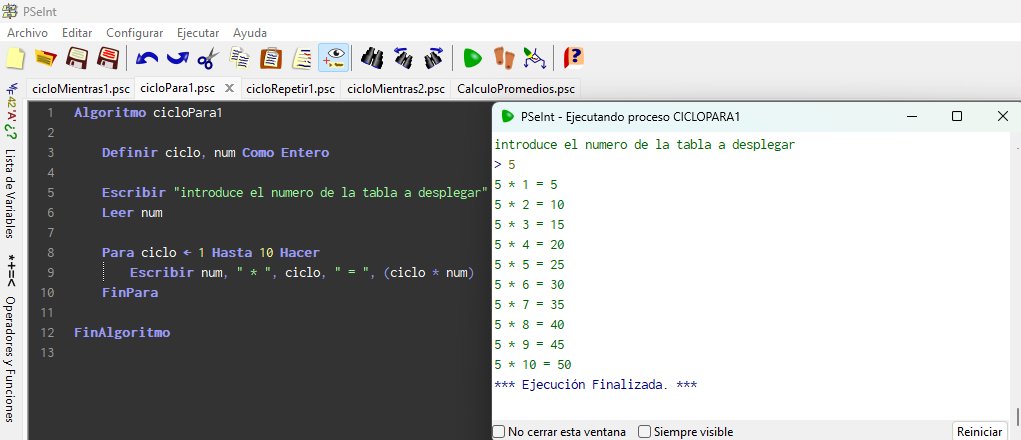 PSeInt
Archivo Editar Configurar Ejecutar Ayuda
cicloMientras1.psc cicloPara1.psc X cicloRepetir1.psc cicloMientras2.psc CalculoPromedios.psc
42 'A' ¿? Lista de Variables
*+=< Operadores y Funciones
1 Algoritmo cicloPara1
2
3 Definir ciclo, num Como Entero
4
5 Escribir "introduce el numero de la tabla a desplegar"
6 Leer num
7
8 Para ciclo ← 1 Hasta 10 Hacer
9 Escribir num, " * ", ciclo, " = ", (ciclo * num)
10 FinPara
11
12 FinAlgoritmo
13
PSeInt - Ejecutando proceso CICLOPARA1
introduce el numero de la tabla a desplegar
> 5
5 * 1 = 5
5 * 2 = 10
5 * 3 = 15
5 * 4 = 20
5 * 5 = 25
5 * 6 = 30
5 * 7 = 35
5 * 8 = 40
5 * 9 = 45
5 * 10 = 50
*** Ejecución Finalizada. ***
No cerrar esta ventana Siempre visible Reiniciar